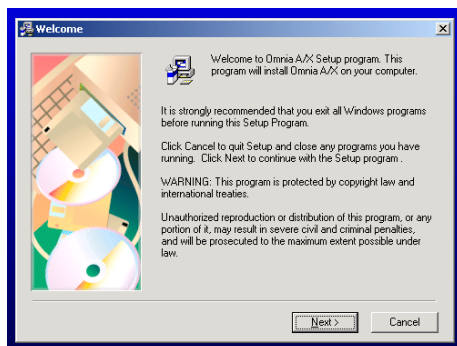 Welcome
Welcome to Omnia A/X Setup program. This
program will install Omnia A/X on your computer.
It is strongly recommended that you exit all Windows programs
before running this Setup Program.
Click Cancel to quit Setup and close any programs you have
running. Click Next to continue with the Setup program .
WARNING: This program is protected by copyright law and
international treaties.
Unauthorized reproduction or distribution of this program, or any
portion of it, may result in severe civil and criminal penalties,
and will be prosecuted to the maximum extent possible under
law.
Next > Cancel